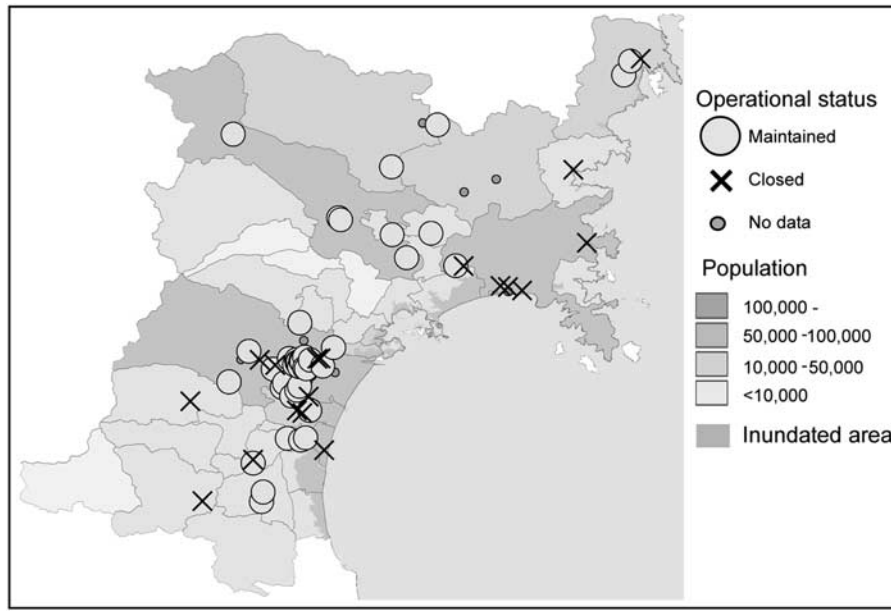 Operational status
Maintained
Closed
No data
Population
100,000 -
50,000 -100,000
10,000 -50,000
<10,000
Inundated area